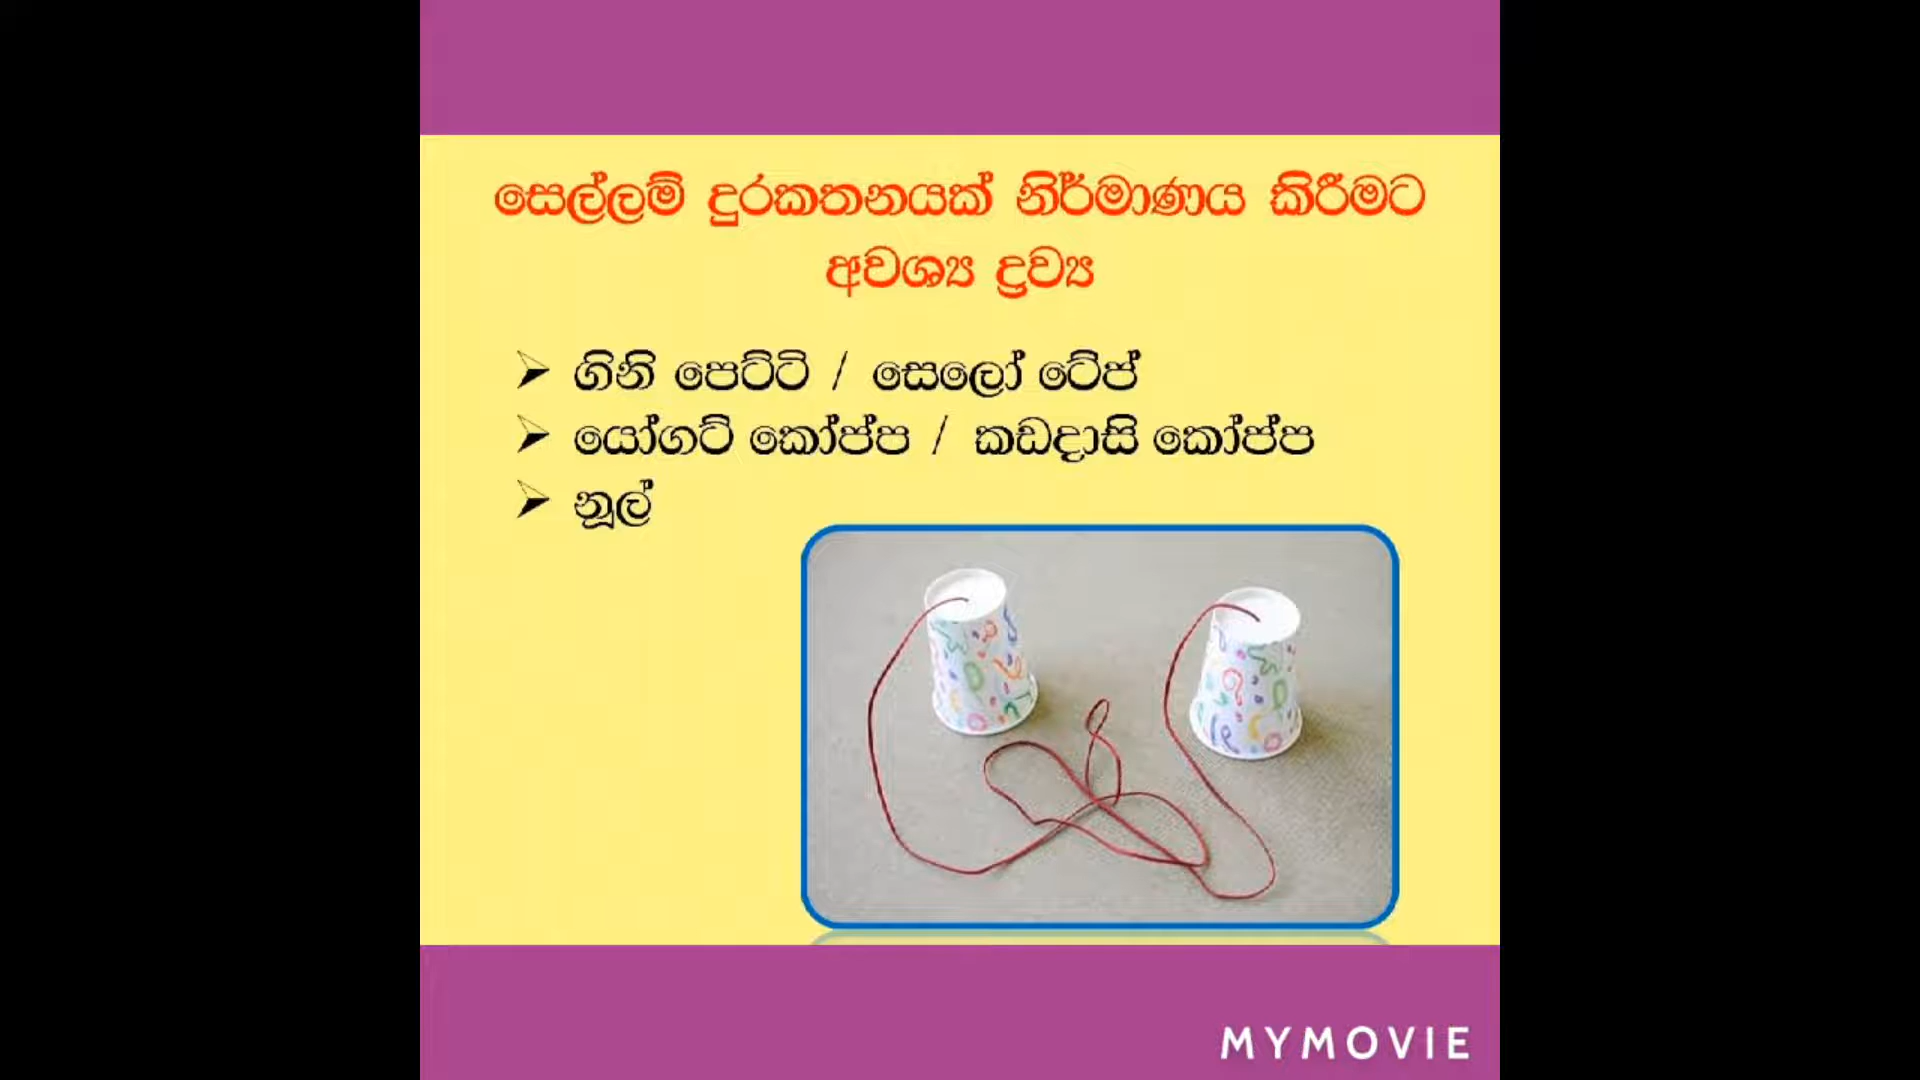 සෙල්ලම් දුරකතනයක් නිර්මාණය කිරීමට
අවශ්‍ය ද්‍රව්‍ය
➢ ගිනි පෙට්ටි / සෙලෝ ටේප්
➢ යෝගට් කෝප්ප / කඩදාසි කෝප්ප
➢ නූල්
MYMOVIE